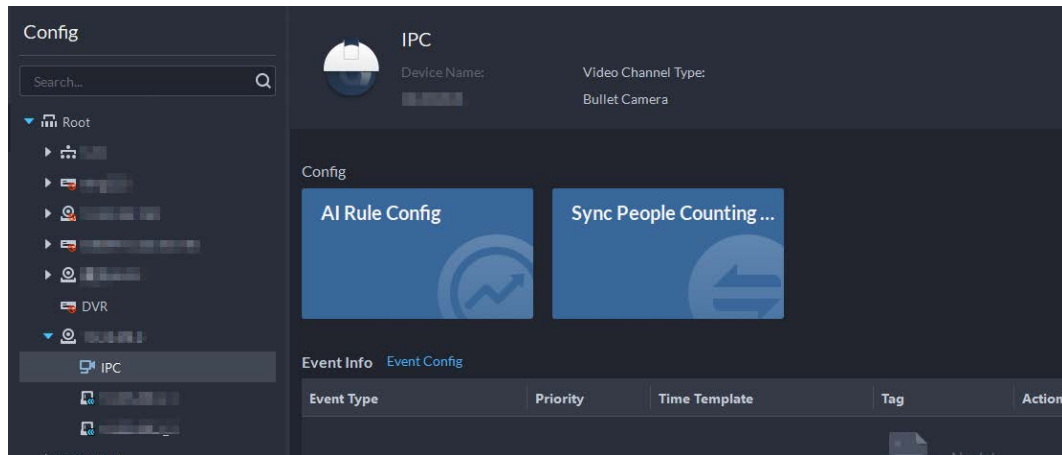 Config
Search...
Root
DVR
IPC
IPC
Device Name:
Video Channel Type:
Bullet Camera
Config
AI Rule Config
Sync People Counting ...
Event Info Event Config
Event Type Priority Time Template Tag Action